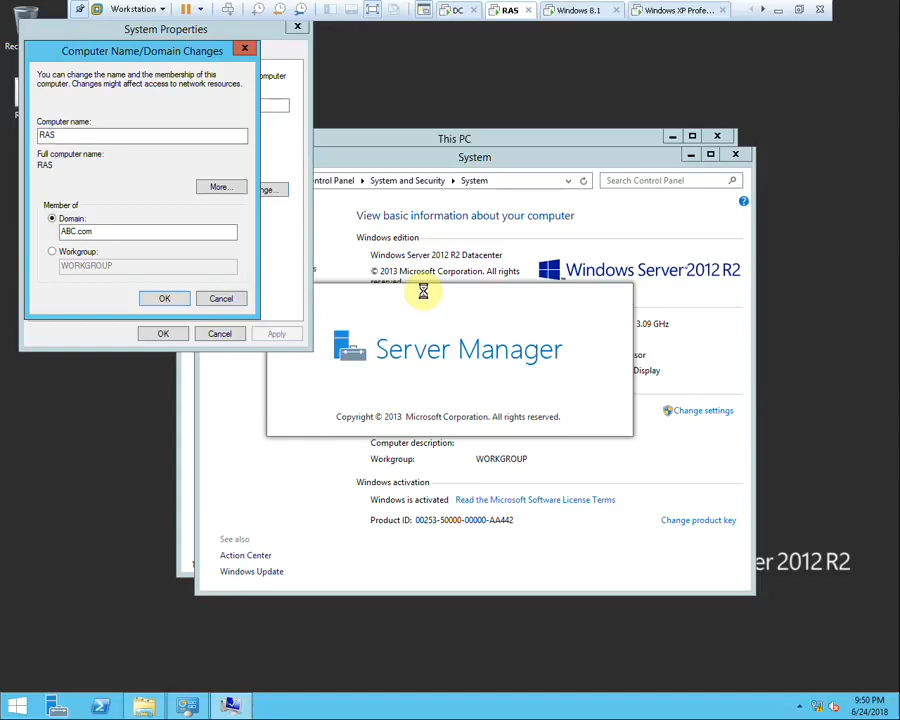 Workstation
DC
RAS
Windows 8.1
Windows XP Profe...
System Properties
Computer Name/Domain Changes
You can change the name and the membership of this
computer. Changes might affect access to network resources.
computer
Computer name:
RAS
Full computer name:
RAS
More...
nge...
Member of
Domain:
ABC.com
Workgroup:
WORKGROUP
OK
Cancel
OK
Cancel
Apply
This PC
System
ntrol Panel
System and Security
System
Search Control Panel
View basic information about your computer
Windows edition
Windows Server 2012 R2 Datacenter
© 2013 Microsoft Corporation. All rights
reserved.
Windows Server 2012 R2
3.09 GHz
sor
Display
Server Manager
Copyright © 2013 Microsoft Corporation. All rights reserved.
Change settings
Computer description:
Workgroup: WORKGROUP
Windows activation
Windows is activated Read the Microsoft Software License Terms
Product ID: 00253-50000-00000-AA442
Change product key
See also
Action Center
Windows Update
er 2012 R2
9:50 PM
6/24/2018